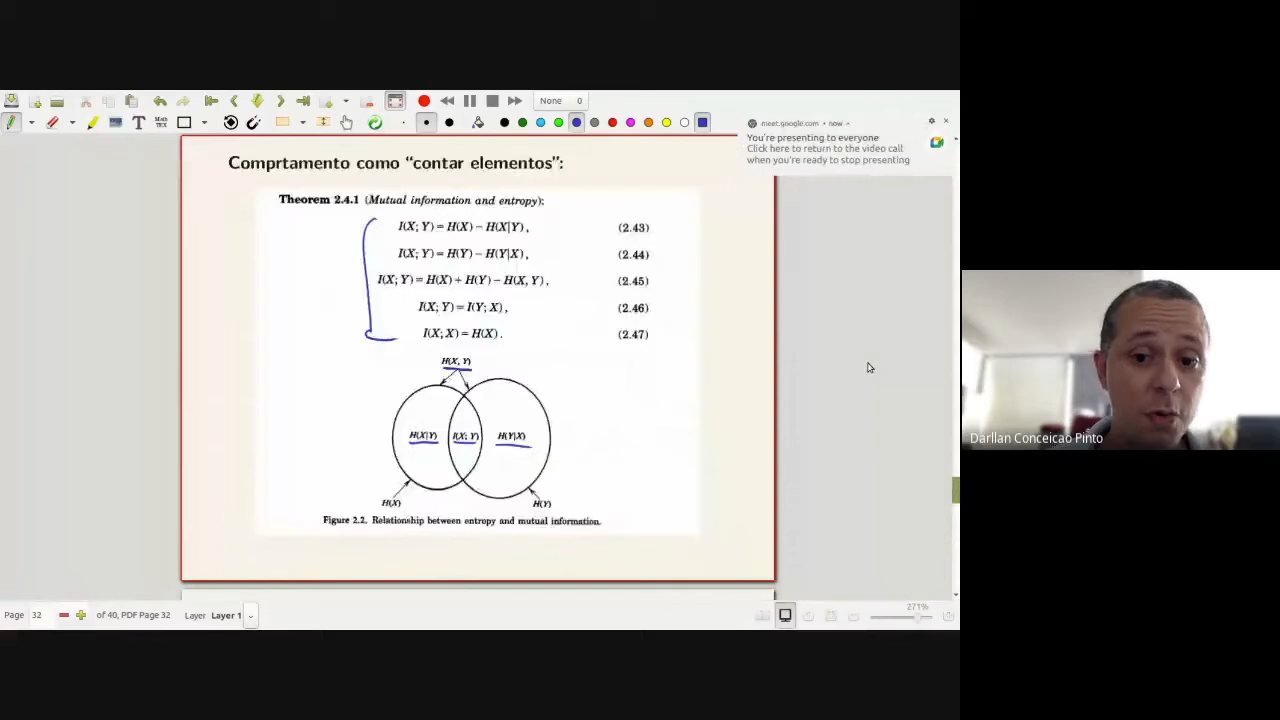 None 0
meet.google.com • now
You're presenting to everyone
Click here to return to the video call
when you're ready to stop presenting
T Math TEX
Comprtamento como “contar elementos”:
Theorem 2.4.1 (Mutual information and entropy):
I(X; Y) = H(X) − H(X|Y), (2.43)
I(X; Y) = H(Y) − H(Y|X), (2.44)
I(X; Y) = H(X) + H(Y) − H(X, Y), (2.45)
I(X; Y) = I(Y; X), (2.46)
I(X; X) = H(X). (2.47)
H(X, Y)
H(X|Y) I(X; Y) H(Y|X)
H(X) H(Y)
Figure 2.2. Relationship between entropy and mutual information.
Darllan Conceicao Pinto
Page 32 of 40, PDF Page 32 Layer Layer 1 271%